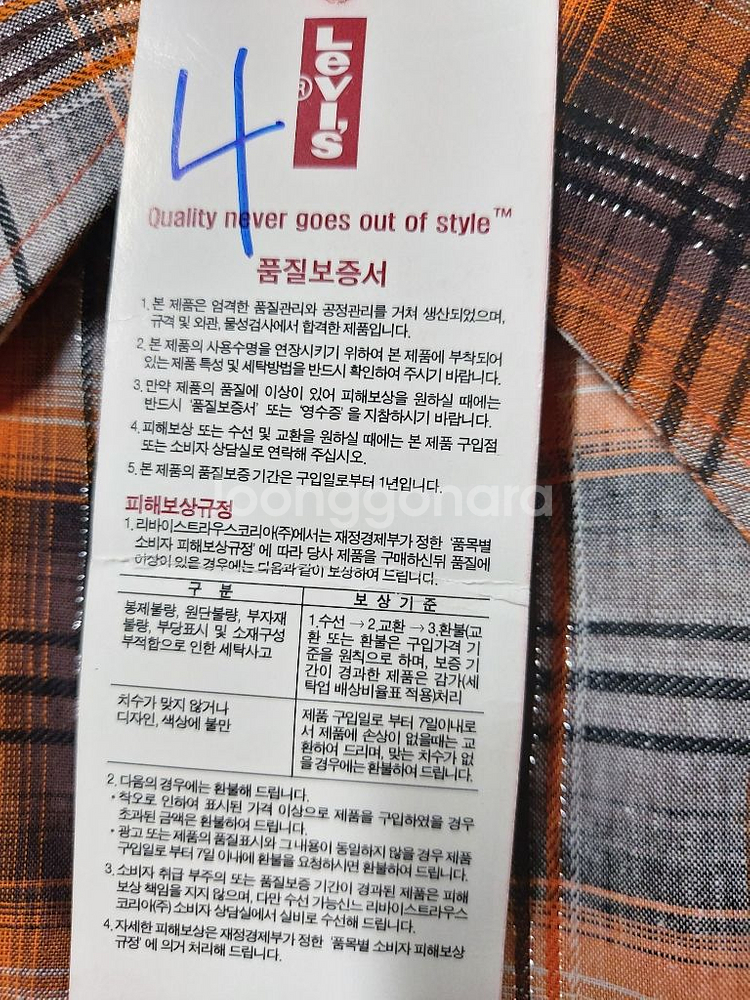 4
Levi's
®
Quality never goes out of style™
품질보증서
1. 본 제품은 엄격한 품질관리와 공정관리를 거쳐 생산되었으며,
규격 및 외관, 물성검사에서 합격한 제품입니다.
2. 본 제품의 사용수명을 연장시키기 위하여 본 제품에 부착되어
있는 제품 특성 및 세탁방법을 반드시 확인하여 주시기 바랍니다.
3. 만약 제품의 품질에 이상이 있어 피해보상을 원하실 때에는
반드시 '품질보증서' 또는 '영수증'을 지참하시기 바랍니다.
4. 피해보상 또는 수선 및 교환을 원하실 때에는 본 제품 구입점
또는 소비자 상담실로 연락해 주십시오.
5. 본 제품의 품질보증 기간은 구입일로부터 1년입니다.
joonggonara
피해보상규정
1. 리바이스트라우스코리아(주)에서는 재정경제부가 정한 '품목별
소비자 피해보상규정'에 따라 당사 제품을 구매하신뒤 품질에
이상이 있을 경우에는 다음과 같이 보상하여 드립니다.
구 분
보 상 기 준
봉제불량, 원단불량, 부자재
불량, 부당표시 및 소재구성
부적합으로 인한 세탁사고
1.수선 → 2.교환 → 3.환불(교
환 또는 환불은 구입가격 기
준을 원칙으로 하며, 보증 기
간이 경과한 제품은 감가(세
탁업 배상비율표 적용)처리
치수가 맞지 않거나
디자인, 색상에 불만
제품 구입일로 부터 7일이내로
서 제품에 손상이 없을때는 교
환하여 드리며, 맞는 치수가 없
을 경우에는 환불하여 드립니다.
2. 다음의 경우에는 환불해 드립니다.
• 착오로 인하여 표시된 가격 이상으로 제품을 구입하였을 경우
초과된 금액은 환불하여 드립니다.
• 광고 또는 제품의 품질표시와 그 내용이 동일하지 않을 경우 제품
구입일로 부터 7일 이내에 환불을 요청하시면 환불하여 드립니다.
3. 소비자 취급 부주의 또는 품질보증 기간이 경과된 제품은 피해
보상 책임을 지지 않으며, 다만 수선 가능신느 리바이스트라우스
코리아(주) 소비자 상담실에서 실비로 수선해 드립니다.
4. 자세한 피해보상은 재정경제부가 정한 '품목별 소비자 피해보상
규정'에 의거 처리해 드립니다.